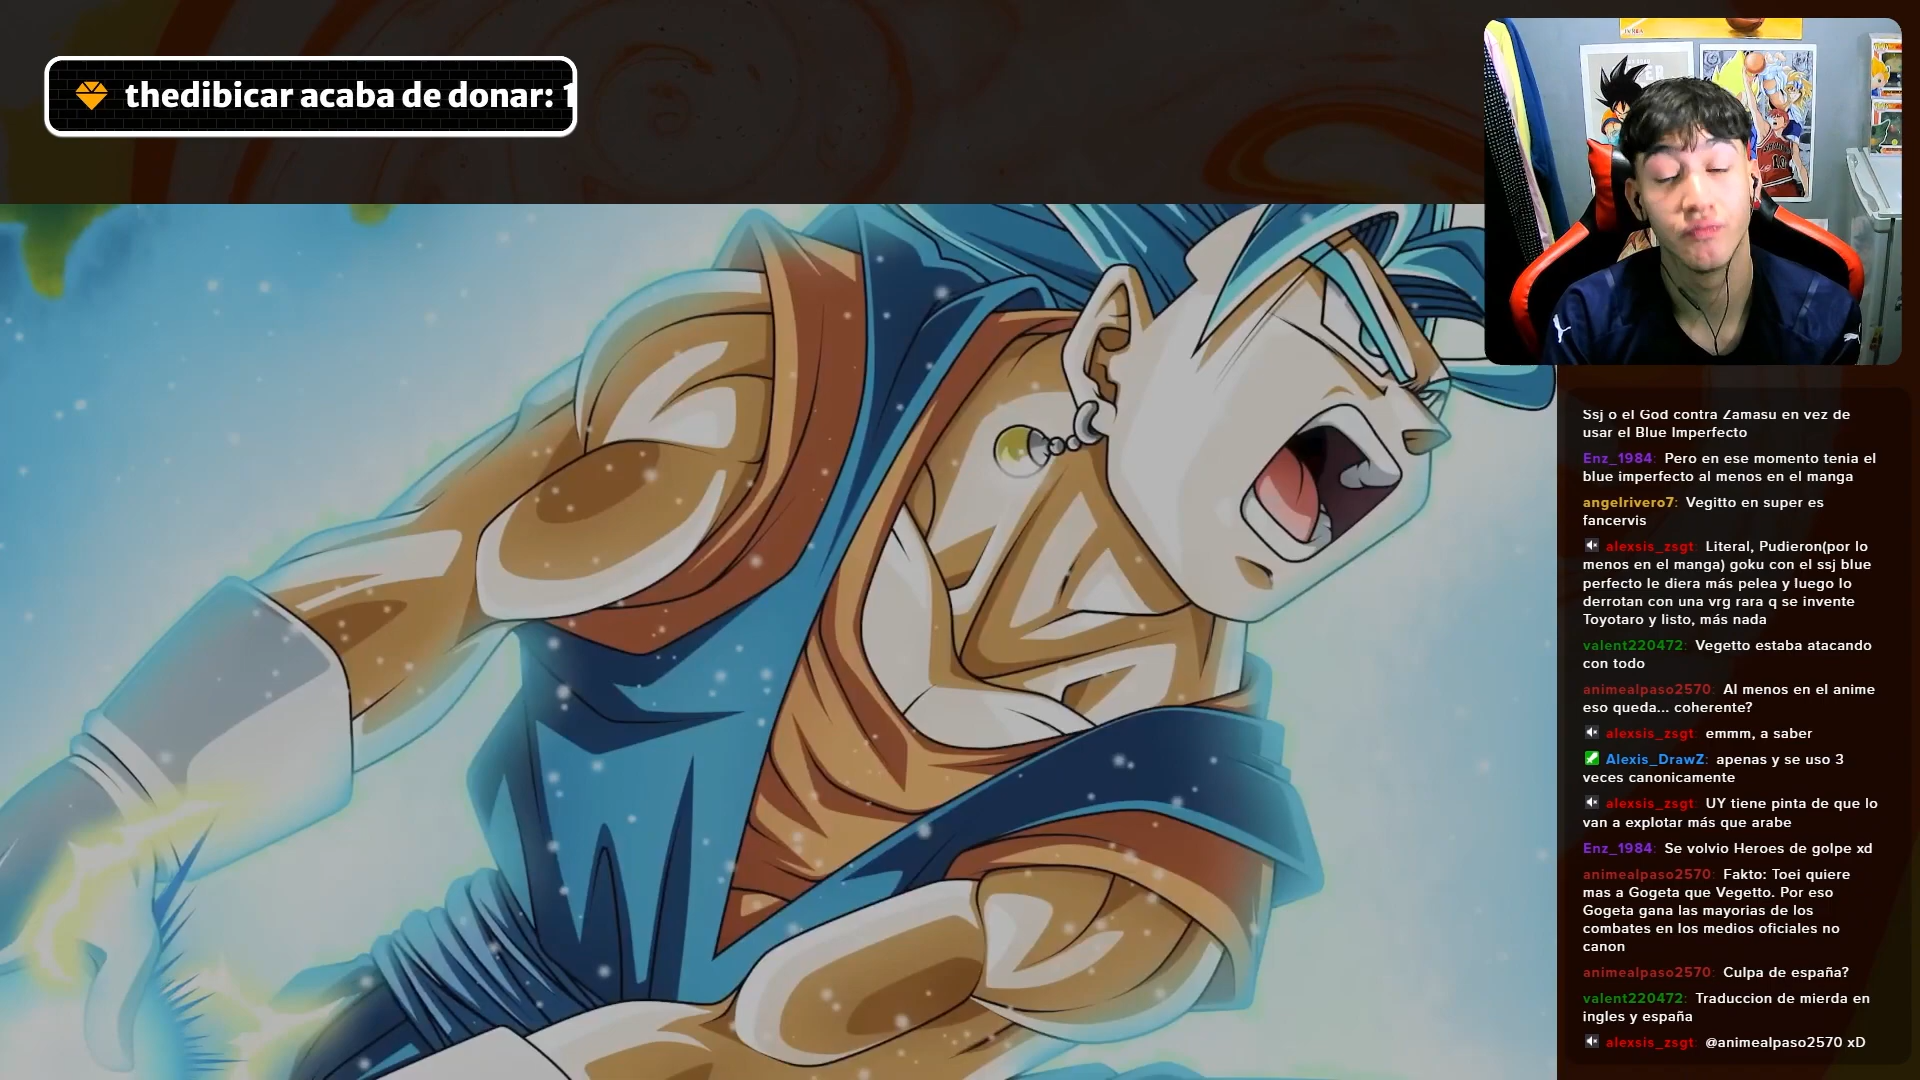 thedibicar acaba de donar: 1
Ssj o el God contra Zamasu en vez de
usar el Blue Imperfecto
Enz_1984: Pero en ese momento tenia el
blue imperfecto al menos en el manga
angelrivero7: Vegitto en super es
fancervis
alexsis_zsgt: Literal, Pudieron(por lo
menos en el manga) goku con el ssj blue
perfecto le diera más pelea y luego lo
derrotan con una vrg rara q se invente
Toyotaro y listo, más nada
valent220472: Vegetto estaba atacando
con todo
animealpaso2570: Al menos en el anime
eso queda... coherente?
alexsis_zsgt: emmm, a saber
Alexis_DrawZ: apenas y se uso 3
veces canonicamente
alexsis_zsgt: UY tiene pinta de que lo
van a explotar más que arabe
Enz_1984: Se volvio Heroes de golpe xd
animealpaso2570: Fakto: Toei quiere
mas a Gogeta que Vegetto. Por eso
Gogeta gana las mayorias de los
combates en los medios oficiales no
canon
animealpaso2570: Culpa de españa?
valent220472: Traduccion de mierda en
ingles y españa
alexsis_zsgt: @animealpaso2570 xD